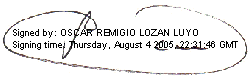 Signed by: OSCAR REMIGIO LOZAN LUYO
Signing time: Thursday, August 4 2005, 22:31:46 GMT